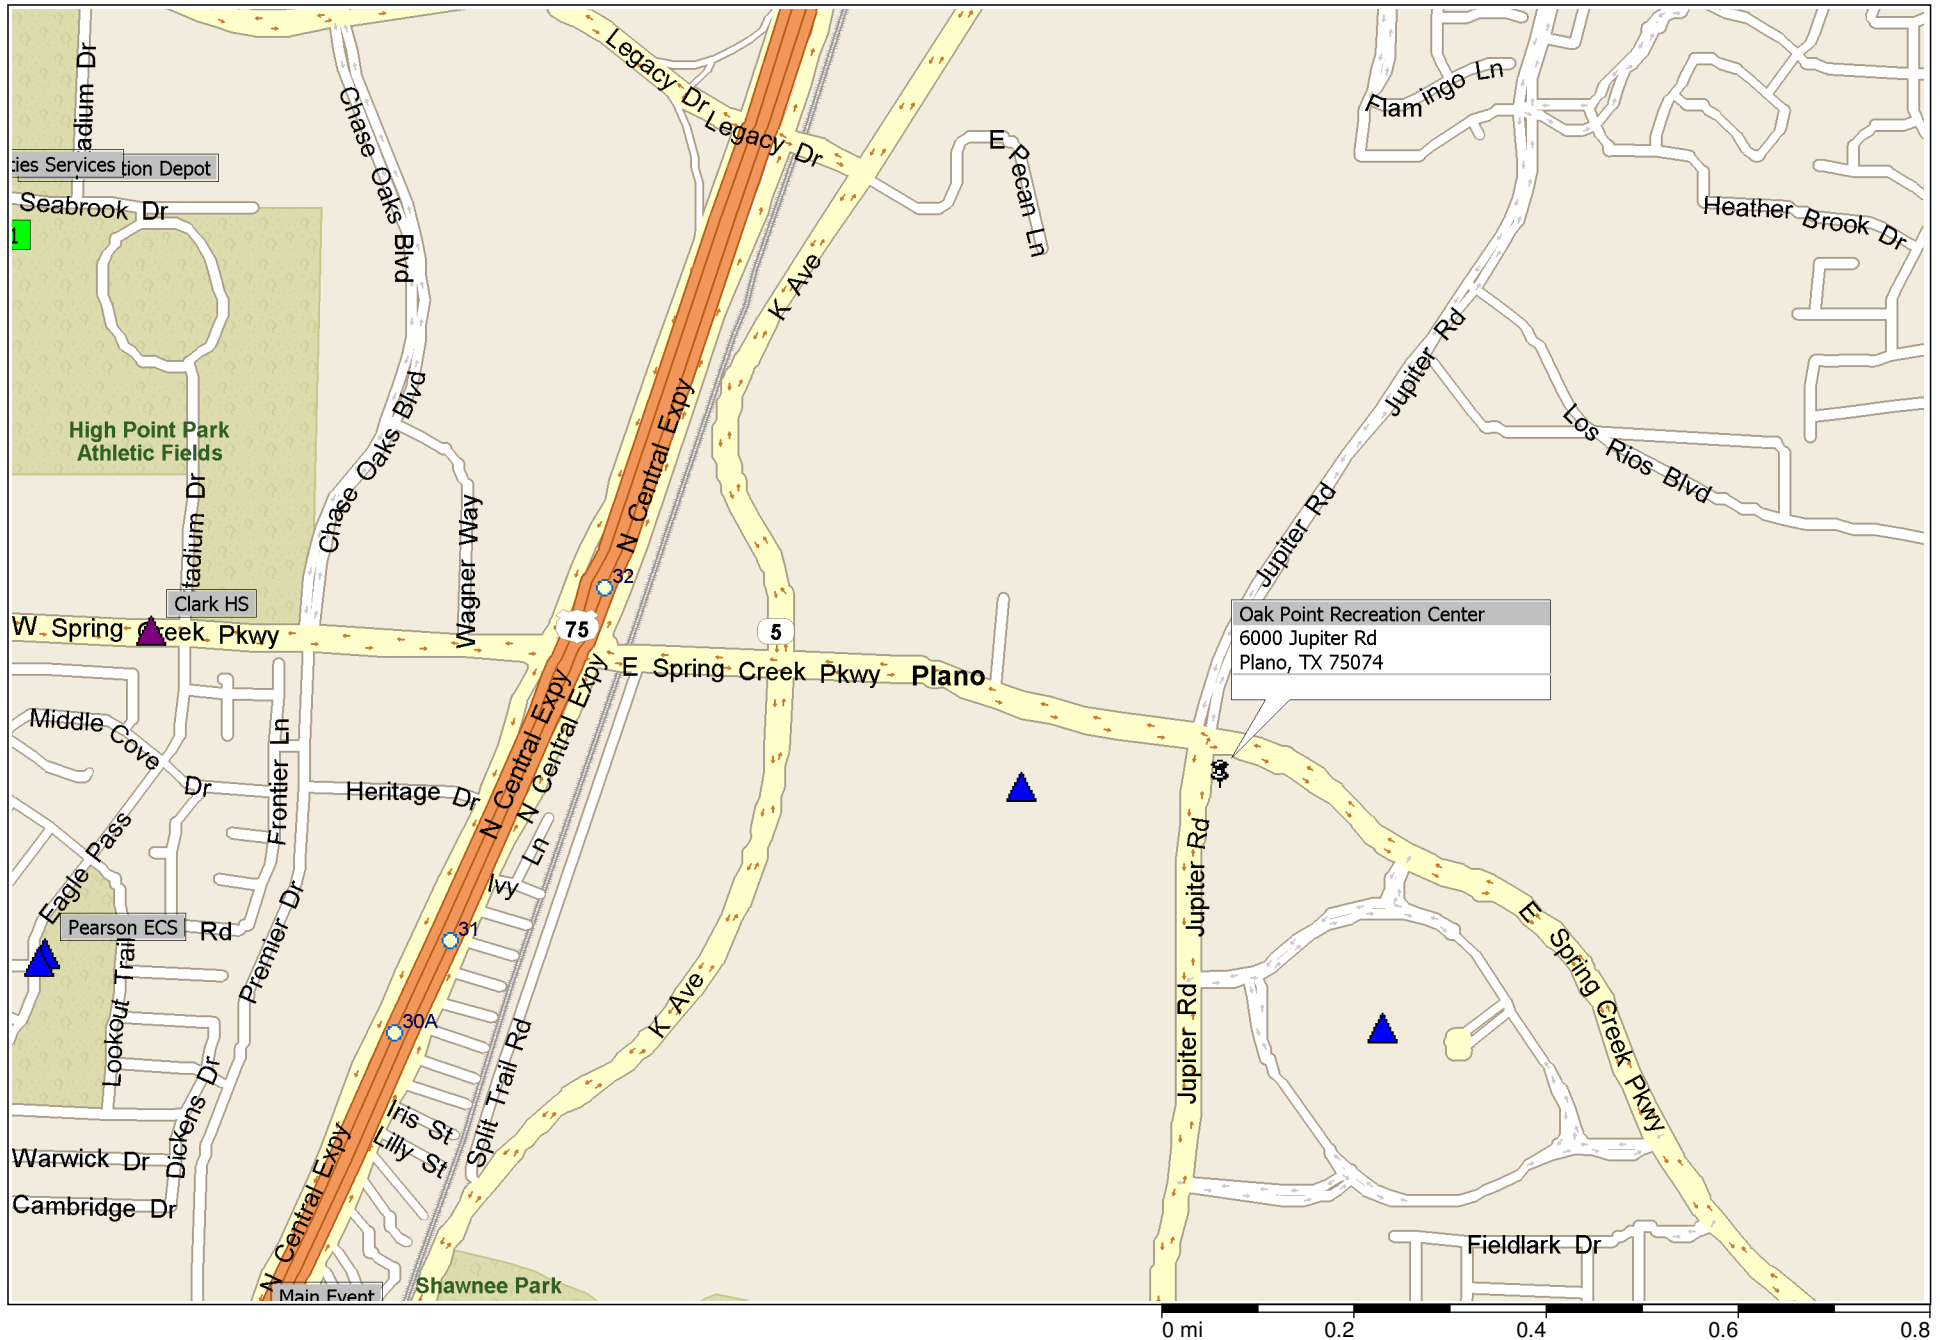 Legacy Dr
Legacy Dr
adium Dr
Chase Oaks Blvd
Flamingo Ln
E Pecan Ln
ties Services
tion Depot
Seabrook Dr
Heather Brook Dr
1
K Ave
Jupiter Rd
High Point Park
Athletic Fields
Chase Oaks Blvd
N Central Expy
Los Rios Blvd
tadium Dr
Wagner Way
Jupiter Rd
32
Clark HS
W Spring Creek Pkwy
75
5
Oak Point Recreation Center
6000 Jupiter Rd
Plano, TX 75074
E Spring Creek Pkwy
Plano
Middle Cove Dr
Frontier Ln
Heritage Dr
N Central Expy
N Central Expy
Eagle Pass
Ivy Ln
Jupiter Rd
Pearson ECS
Rd
31
Premier Dr
Lookout Trail
30A
K Ave
E Spring Creek Pkwy
Jupiter Rd
Split Trail Rd
Dickens Dr
Iris St
Lilly St
Warwick Dr
Cambridge Dr
N Central Expy
Fieldlark Dr
Shawnee Park
Main Event
0 mi 0.2 0.4 0.6 0.8